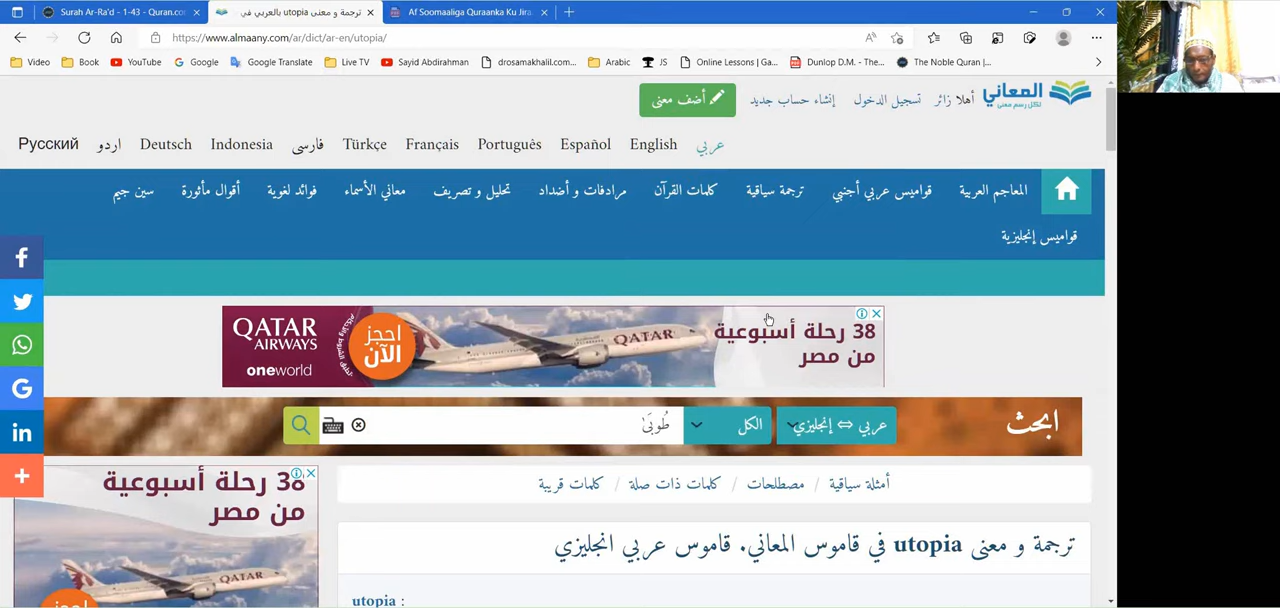 Surah Ar-Ra'd - 1-43 - Quran.co
ترجمة و معنى utopia بالعربي في
Af Soomaaliga Quraanka Ku Jira
https://www.almaany.com/ar/dict/ar-en/utopia/
Video
Book
YouTube
Google
Google Translate
Live TV
Sayid Abdirahman
drosamakhalil.com...
Arabic
JS
Online Lessons | Ga...
Dunlop D.M. - The...
The Noble Quran |...
المعاني
لكل رسم معنى
أهلا زائر
تسجيل الدخول
إنشاء حساب جديد
أضف معنى
عربي
English
Español
Português
Français
Türkçe
فارسی
Indonesia
Deutsch
اردو
Русский
المعاجم العربية
قواميس عربي أجنبي
ترجمة سياقية
كلمات القرآن
مرادفات و أضداد
تحليل و تصريف
معاني الأسماء
فوائد لغوية
أقوال مأثورة
سين جيم
قواميس إنجليزية
QATAR
AIRWAYS
oneworld
احجز
الآن
QATAR
38 رحلة أسبوعية
من مصر
ابحث
عربي ⇔ إنجليزي
الكل
طُوبَىٰ
أمثلة سياقية / مصطلحات / كلمات ذات صلة / كلمات قريبة
38 رحلة أسبوعية
من مصر
QATAR
ترجمة و معنى utopia في قاموس المعاني. قاموس عربي انجليزي
utopia :